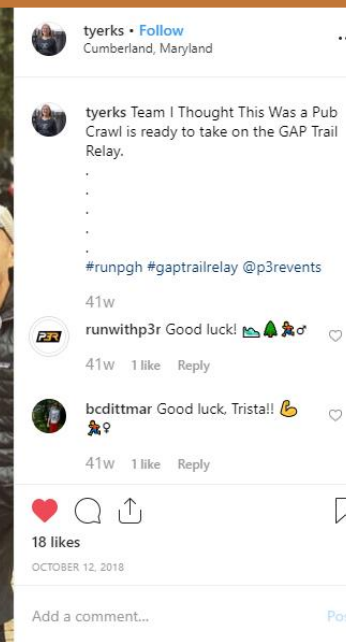 tyerks • Follow
Cumberland, Maryland
tyerks Team I Thought This Was a Pub
Crawl is ready to take on the GAP Trail
Relay.
.
.
.
.
.
#runpgh #gaptrailrelay @p3revents
41w
P3R
runwithp3r Good luck! 🏞️🌲🏃♂
41w 1 like Reply
bcdittmar Good luck, Trista!! 💪
🏃♀
41w 1 like Reply
18 likes
OCTOBER 12, 2018
Add a comment...